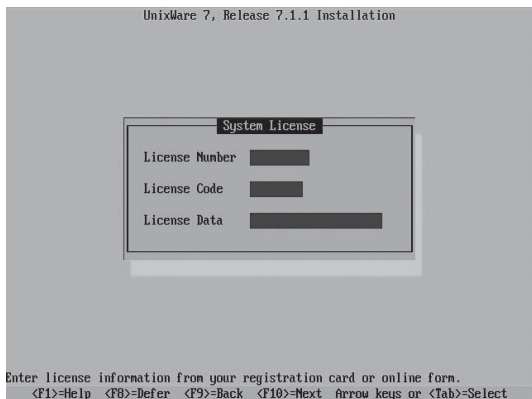 UnixWare 7, Release 7.1.1 Installation
System License
License Number
License Code
License Data
Enter license information from your registration card or online form.
<F1>=Help <F8>=Defer <F9>=Back <F10>=Next Arrow keys or <Tab>=Select